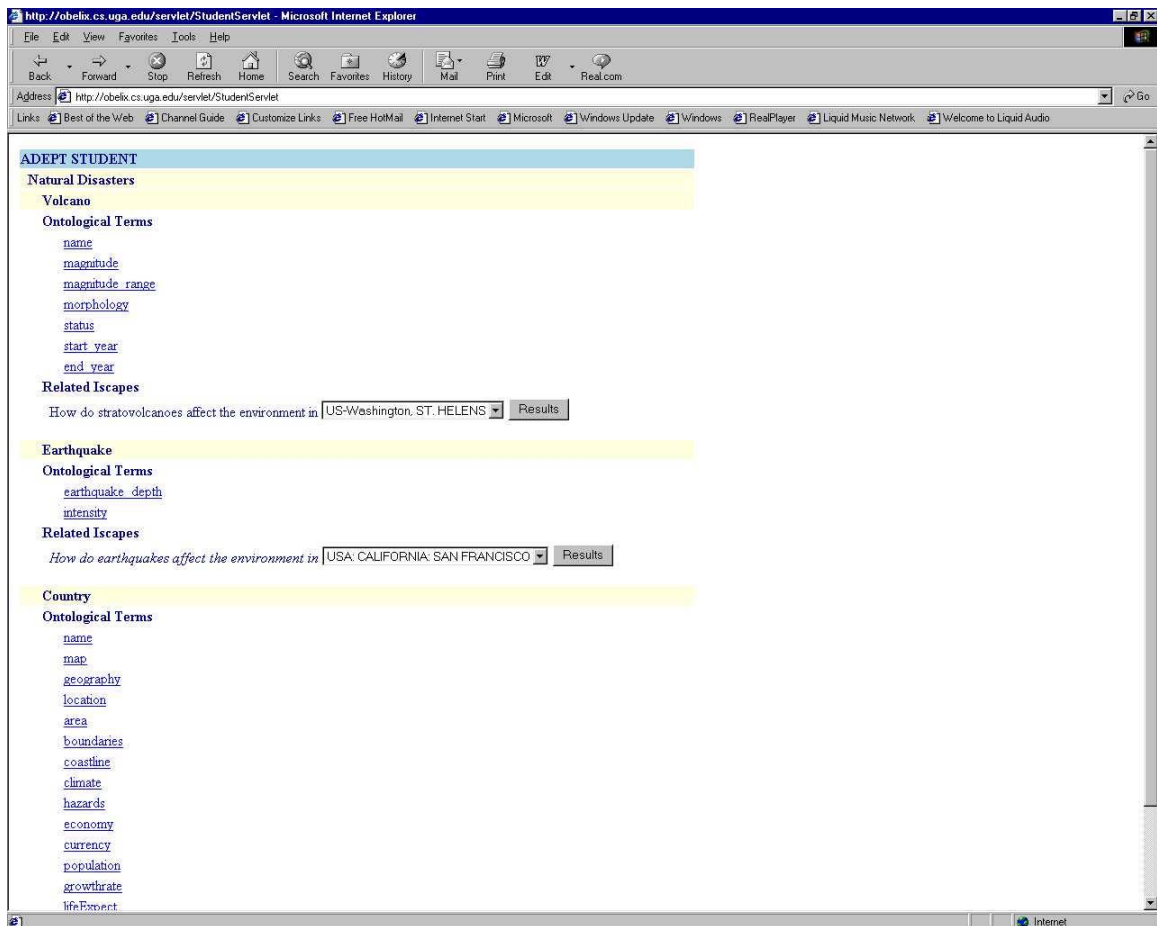 http://obelix.cs.uga.edu/servlet/StudentServlet - Microsoft Internet Explorer
File Edit View Favorites Tools Help
Back Forward Stop Refresh Home Search Favorites History Mail Print Edit Real.com
Address http://obelix.cs.uga.edu/servlet/StudentServlet Go
Links Best of the Web Channel Guide Customize Links Free HotMail Internet Start Microsoft Windows Update Windows RealPlayer Liquid Music Network Welcome to Liquid Audio
ADEPT STUDENT
Natural Disasters
Volcano
Ontological Terms
name
magnitude
magnitude_range
morphology
status
start_year
end_year
Related Iscapes
How do stratovolcanoes affect the environment in US-Washington, ST. HELENS Results
Earthquake
Ontological Terms
earthquake_depth
intensity
Related Iscapes
How do earthquakes affect the environment in USA: CALIFORNIA: SAN FRANCISCO Results
Country
Ontological Terms
name
map
geography
location
area
boundaries
coastline
climate
hazards
economy
currency
population
growthrate
lifeExpect
Internet